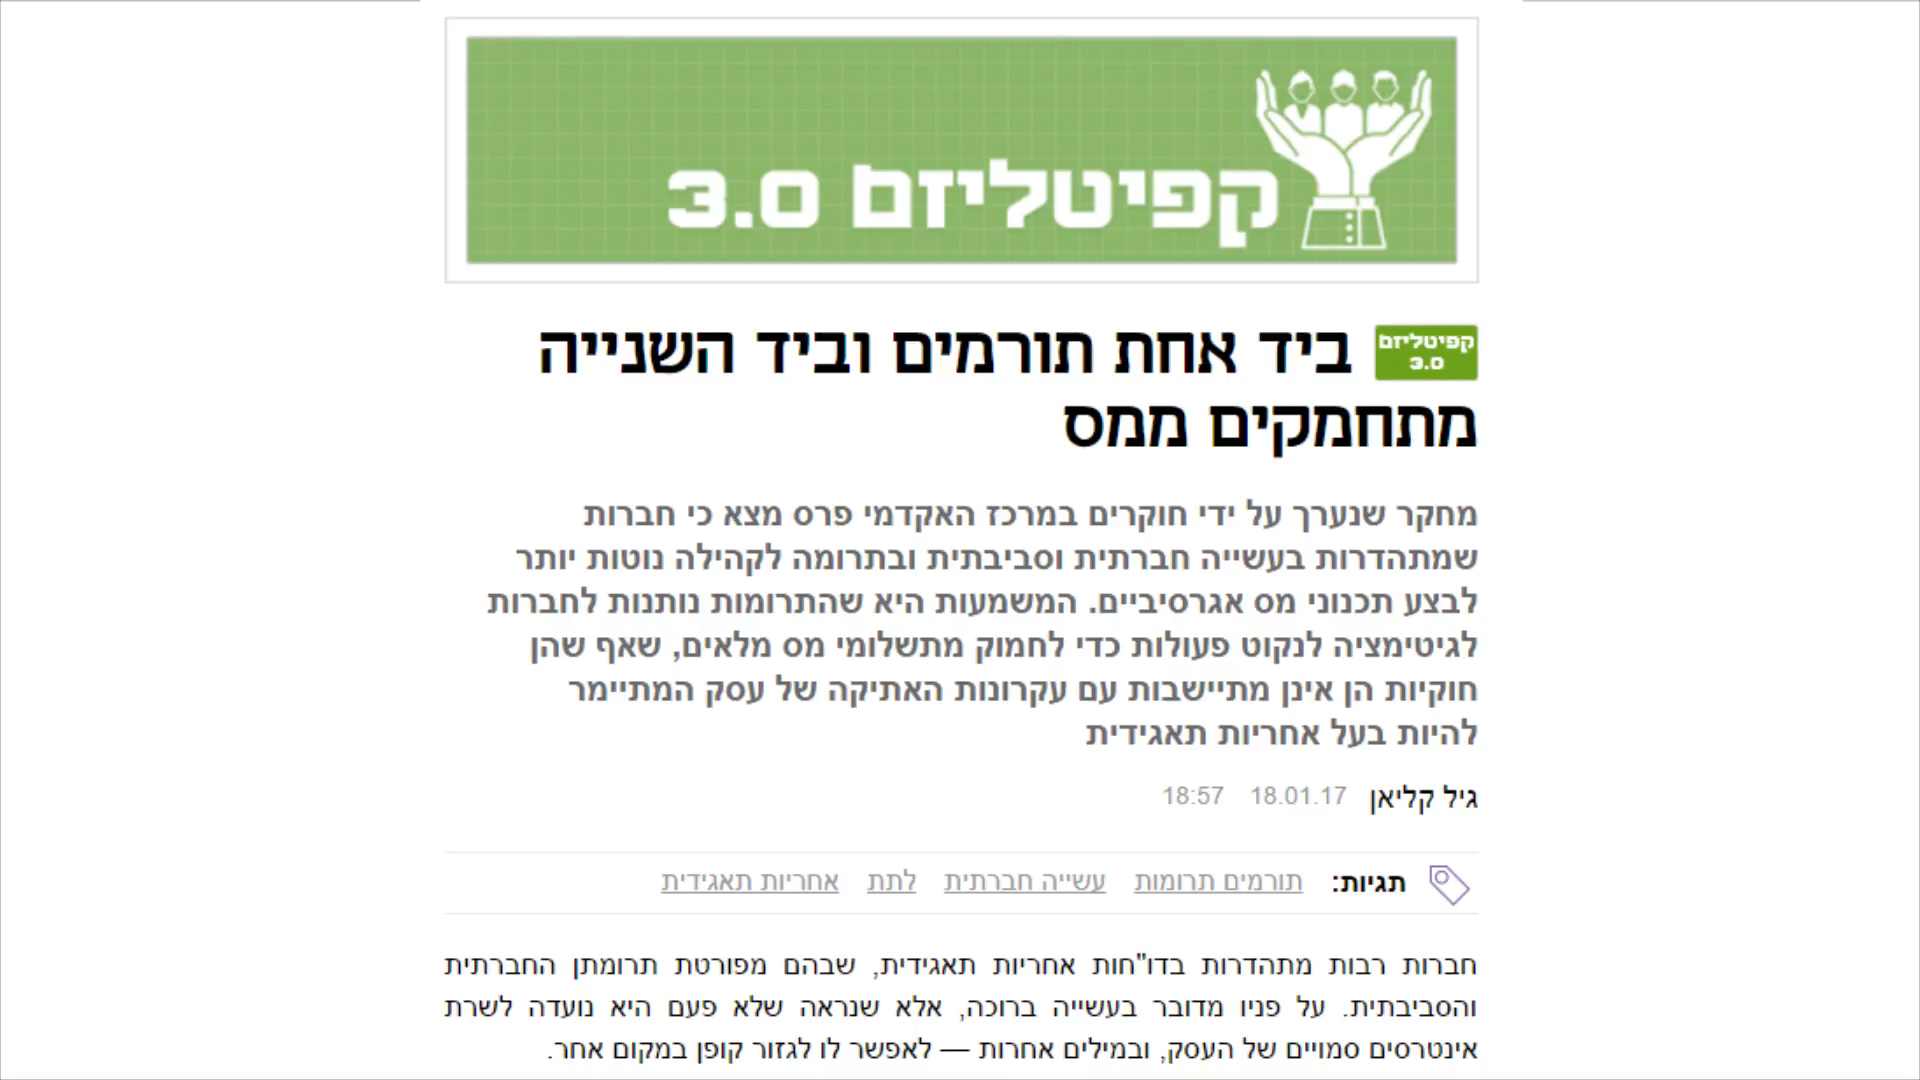 קפיטליזם 3.0
קפיטליזם
3.0
ביד אחת תורמים וביד השנייה
מתחמקים ממס
מחקר שנערך על ידי חוקרים במרכז האקדמי פרס מצא כי חברות
שמתהדרות בעשייה חברתית וסביבתית ובתרומה לקהילה נוטות יותר
לבצע תכנוני מס אגרסיביים. המשמעות היא שהתרומות נותנות לחברות
לגיטימציה לנקוט פעולות כדי לחמוק מתשלומי מס מלאים, שאף שהן
חוקיות הן אינן מתיישבות עם עקרונות האתיקה של עסק המתיימר
להיות בעל אחריות תאגידית
גיל קליאן 18.01.17 18:57
תגיות: תורמים תרומות עשייה חברתית לתת אחריות תאגידית
חברות רבות מתהדרות בדו"חות אחריות תאגידית, שבהם מפורטת תרומתן החברתית
והסביבתית. על פניו מדובר בעשייה ברוכה, אלא שנראה שלא פעם היא נועדה לשרת
אינטרסים סמויים של העסק, ובמילים אחרות — לאפשר לו לגזור קופון במקום אחר.